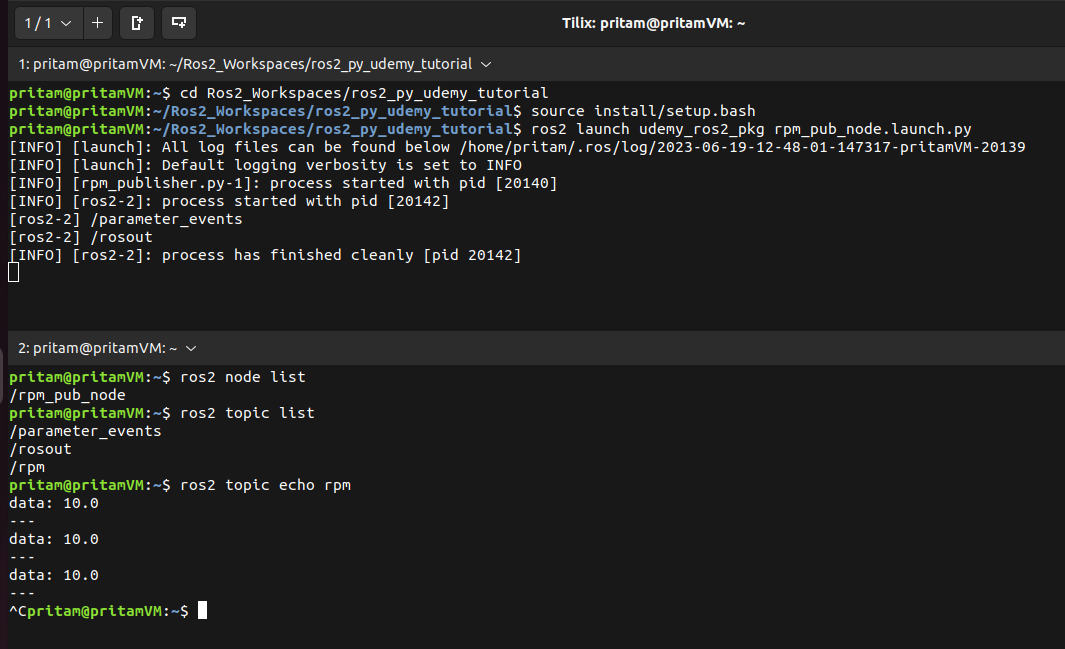 1 / 1
Tilix: pritam@pritamVM: ~
1: pritam@pritamVM: ~/Ros2_Workspaces/ros2_py_udemy_tutorial
pritam@pritamVM:~$ cd Ros2_Workspaces/ros2_py_udemy_tutorial
pritam@pritamVM:~/Ros2_Workspaces/ros2_py_udemy_tutorial$ source install/setup.bash
pritam@pritamVM:~/Ros2_Workspaces/ros2_py_udemy_tutorial$ ros2 launch udemy_ros2_pkg rpm_pub_node.launch.py
[INFO] [launch]: All log files can be found below /home/pritam/.ros/log/2023-06-19-12-48-01-147317-pritamVM-20139
[INFO] [launch]: Default logging verbosity is set to INFO
[INFO] [rpm_publisher.py-1]: process started with pid [20140]
[INFO] [ros2-2]: process started with pid [20142]
[ros2-2] /parameter_events
[ros2-2] /rosout
[INFO] [ros2-2]: process has finished cleanly [pid 20142]
2: pritam@pritamVM: ~
pritam@pritamVM:~$ ros2 node list
/rpm_pub_node
pritam@pritamVM:~$ ros2 topic list
/parameter_events
/rosout
/rpm
pritam@pritamVM:~$ ros2 topic echo rpm
data: 10.0
---
data: 10.0
---
data: 10.0
---
^Cpritam@pritamVM:~$